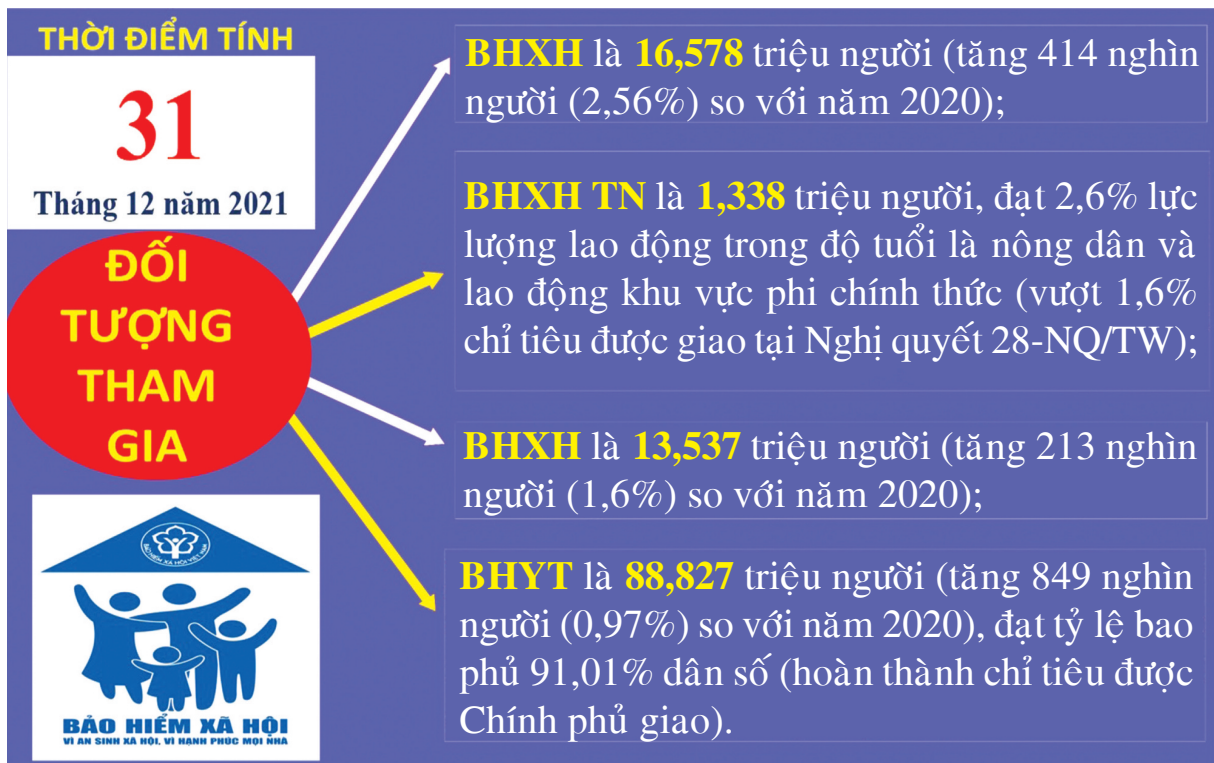 THỜI ĐIỂM TÍNH
31
Tháng 12 năm 2021
ĐỐI
TƯỢNG
THAM
GIA
BẢO HIỂM XÃ HỘI VIỆT NAM
BẢO HIỂM XÃ HỘI
VÌ AN SINH XÃ HỘI, VÌ HẠNH PHÚC MỌI NHÀ
BHXH là 16,578 triệu người (tăng 414 nghìn
người (2,56%) so với năm 2020);
BHXH TN là 1,338 triệu người, đạt 2,6% lực
lượng lao động trong độ tuổi là nông dân và
lao động khu vực phi chính thức (vượt 1,6%
chỉ tiêu được giao tại Nghị quyết 28-NQ/TW);
BHXH là 13,537 triệu người (tăng 213 nghìn
người (1,6%) so với năm 2020);
BHYT là 88,827 triệu người (tăng 849 nghìn
người (0,97%) so với năm 2020), đạt tỷ lệ bao
phủ 91,01% dân số (hoàn thành chỉ tiêu được
Chính phủ giao).